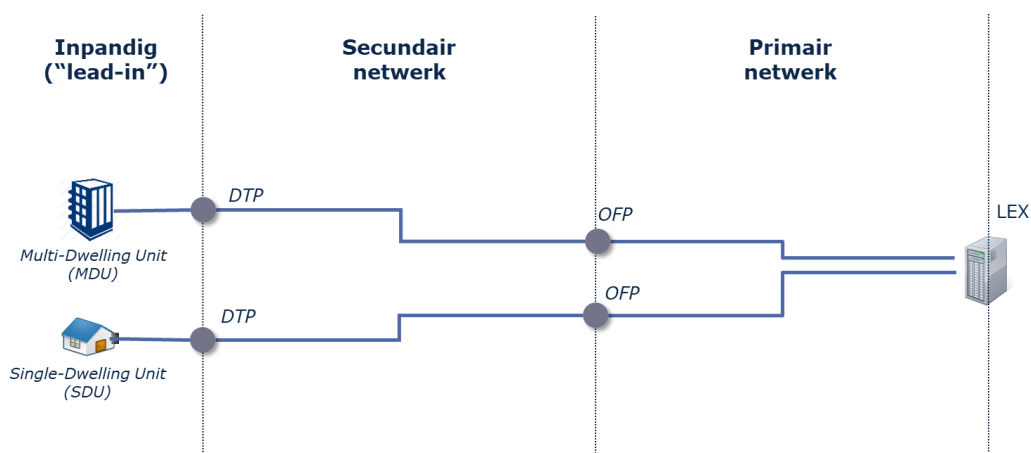 Inpandig
(“lead-in”)
Secundair
netwerk
Primair
netwerk
DTP
OFP
LEX
Multi-Dwelling Unit
(MDU)
DTP
OFP
Single-Dwelling Unit
(SDU)